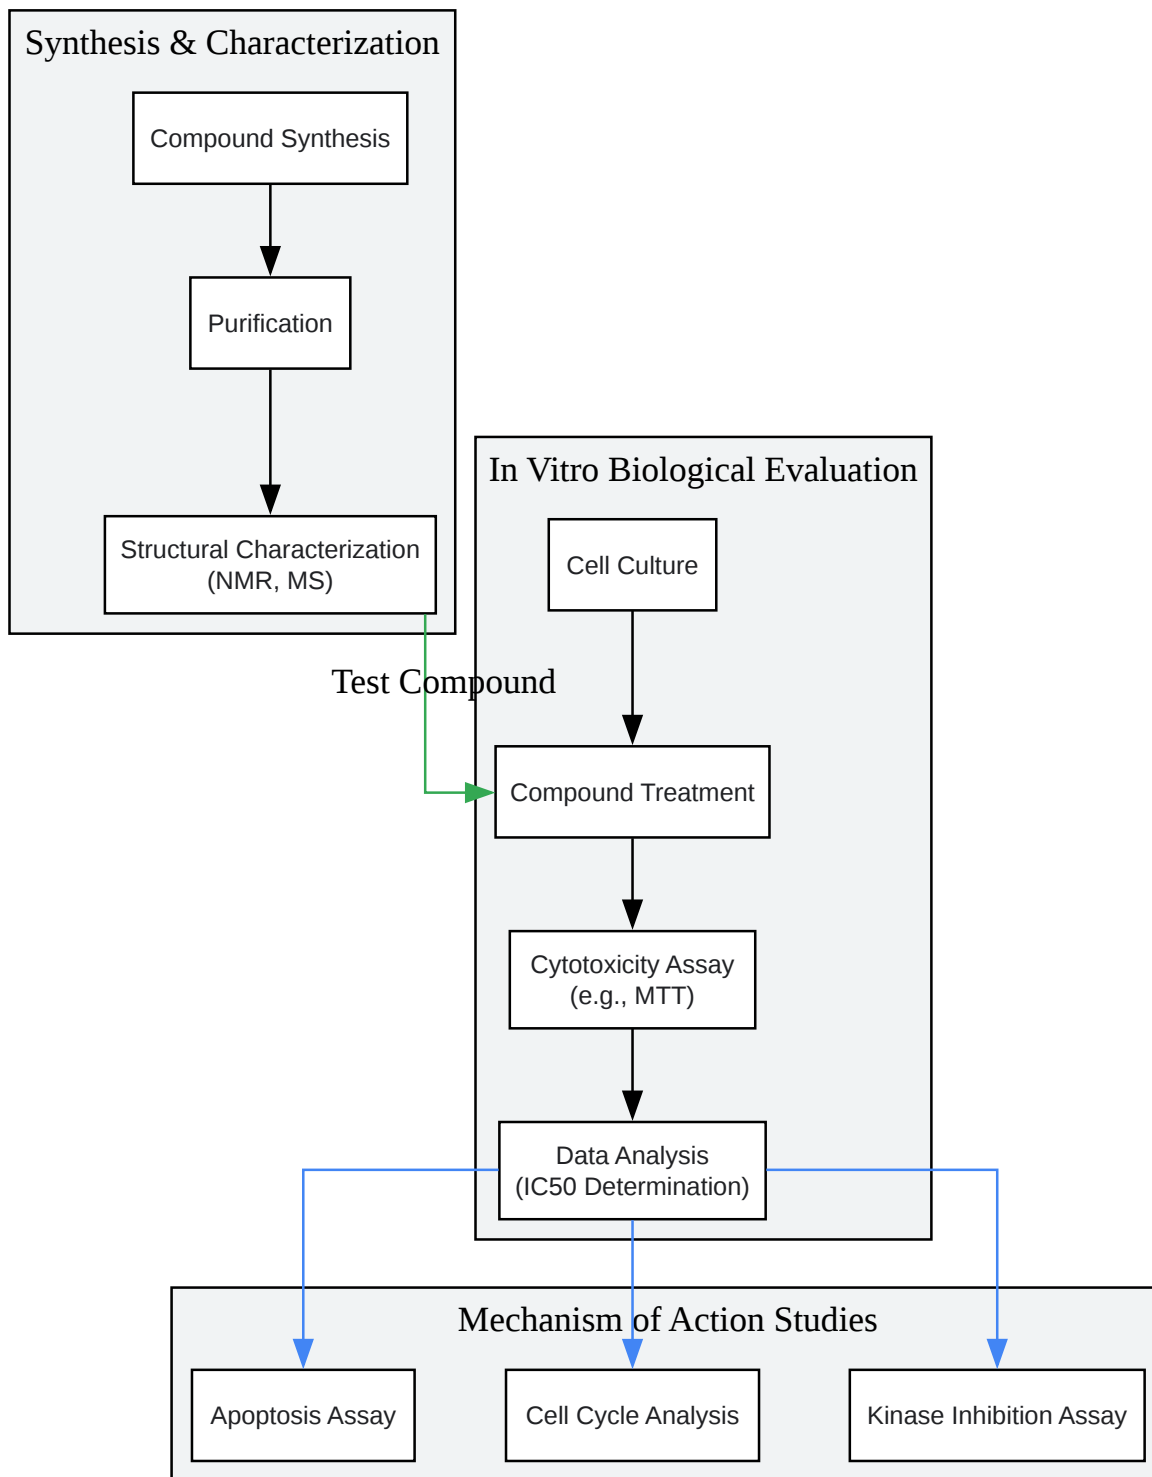 Synthesis & Characterization
Compound Synthesis
Purification
Structural Characterization
(NMR, MS)
Test Compound
In Vitro Biological Evaluation
Cell Culture
Compound Treatment
Cytotoxicity Assay
(e.g., MTT)
Data Analysis
(IC50 Determination)
Mechanism of Action Studies
Apoptosis Assay
Cell Cycle Analysis
Kinase Inhibition Assay